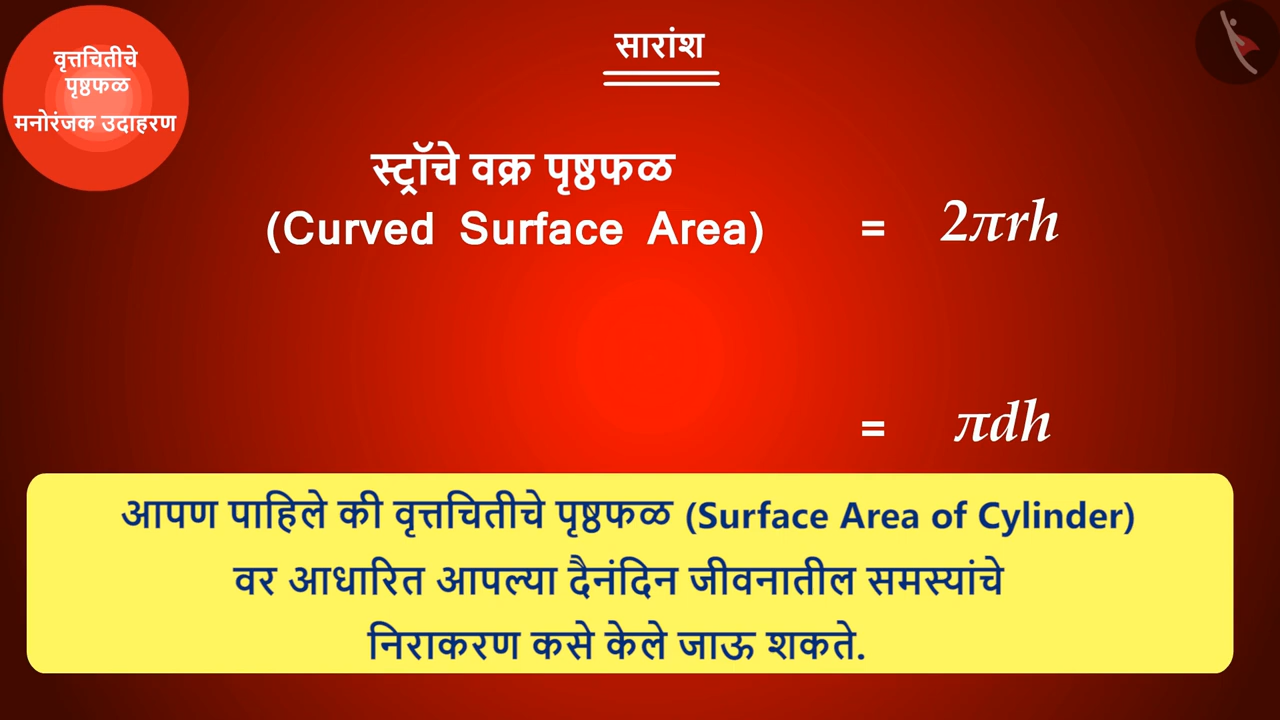 वृत्तचितीचे
पृष्ठफळ
मनोरंजक उदाहरण
सारांश
स्ट्रॉचे वक्र पृष्ठफळ
(Curved Surface Area) = 2πrh
= πdh
आपण पाहिले की वृत्तचितीचे पृष्ठफळ (Surface Area of Cylinder)
वर आधारित आपल्या दैनंदिन जीवनातील समस्यांचे
निराकरण कसे केले जाऊ शकते.